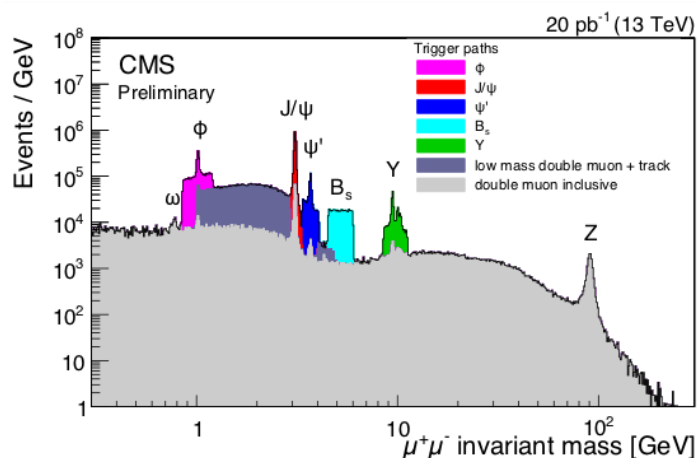 20 pb⁻¹ (13 TeV)
Events / GeV
10⁸
10⁷
10⁶
10⁵
10⁴
10³
10²
10
1
CMS
Preliminary
Trigger paths
ϕ
J/ψ
ψ'
Bₛ
Υ
low mass double muon + track
double muon inclusive
ω
ϕ
J/ψ
ψ'
Bₛ
Υ
Z
1
10
10²
μ⁺μ⁻ invariant mass [GeV]